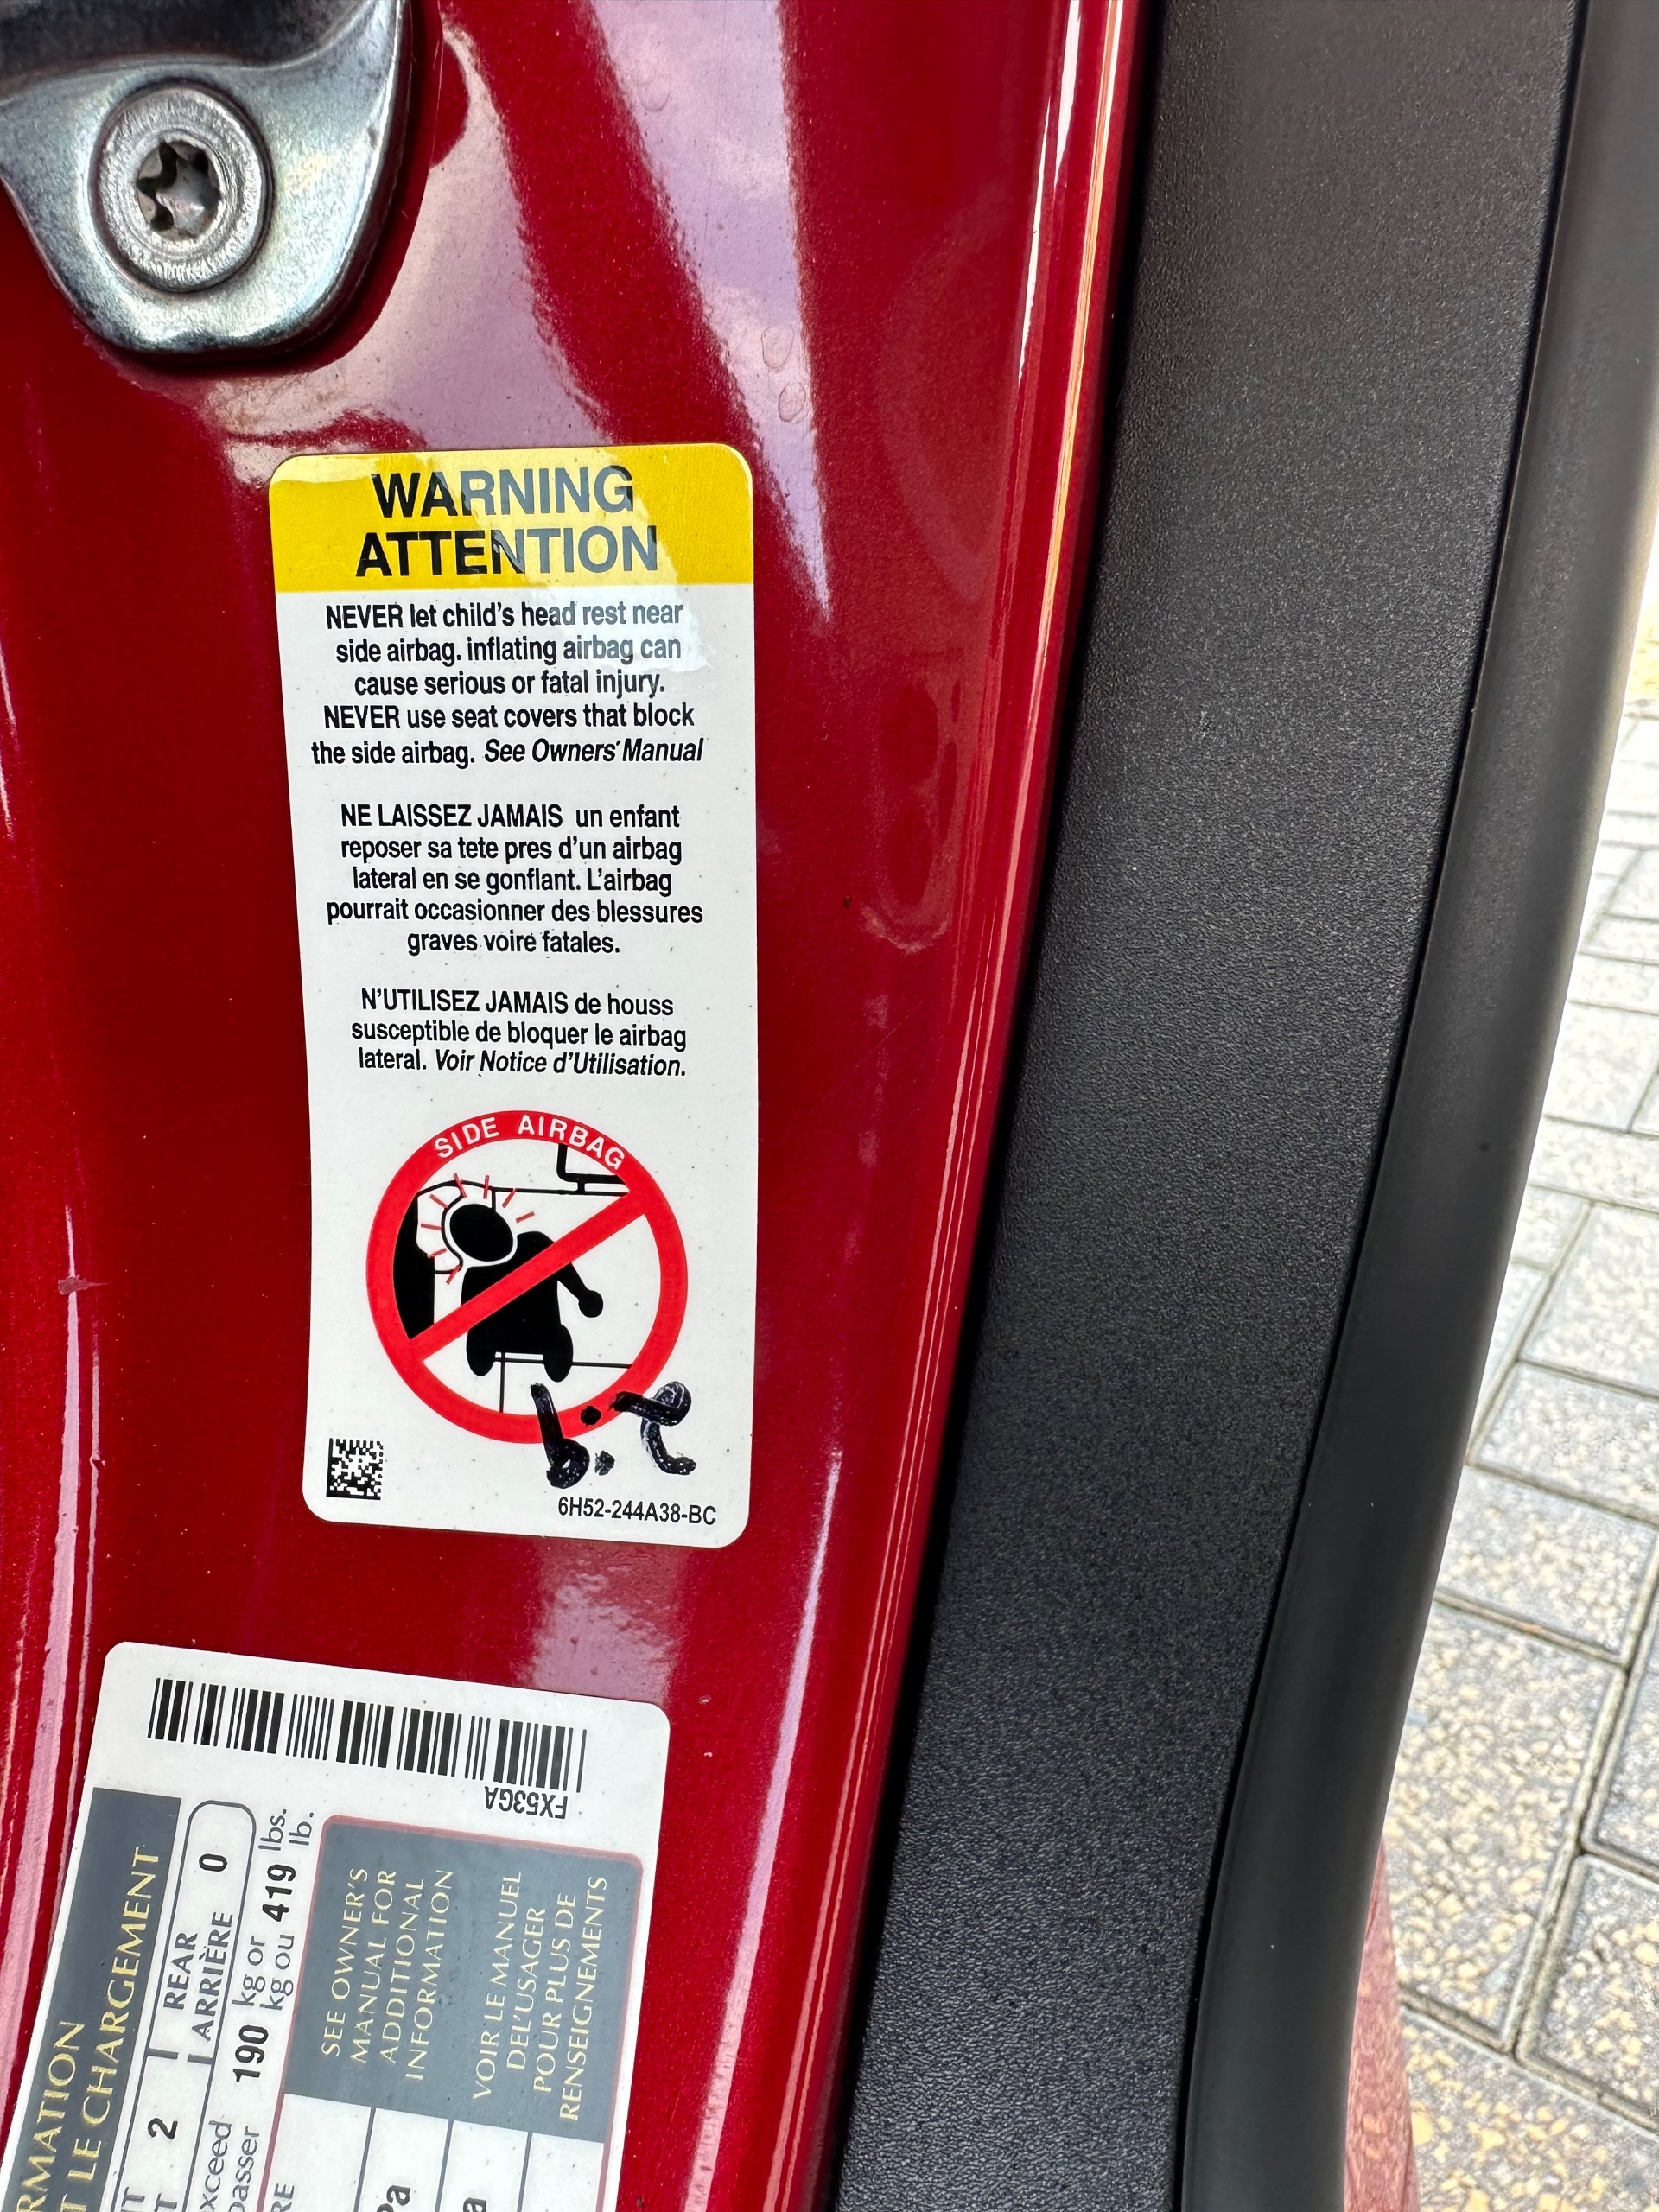 WARNING
ATTENTION
NEVER let child's head rest near
side airbag. inflating airbag can
cause serious or fatal injury.
NEVER use seat covers that block
the side airbag. See Owners' Manual
NE LAISSEZ JAMAIS un enfant
reposer sa tete pres d'un airbag
lateral en se gonflant. L'airbag
pourrait occasionner des blessures
graves voire fatales.
N'UTILISEZ JAMAIS de houss
susceptible de bloquer le airbag
lateral. Voir Notice d'Utilisation.
SIDE AIRBAG
6H52-244A38-BC
FX53GA
LE CHARGEMENT
2 REAR 0
ARRIÈRE
190 kg or 419 lbs.
kg ou lb.
SEE OWNER'S
MANUAL FOR
ADDITIONAL
INFORMATION
VOIR LE MANUEL
DEL'USAGER
POUR PLUS DE
RENSEIGNEMENTS